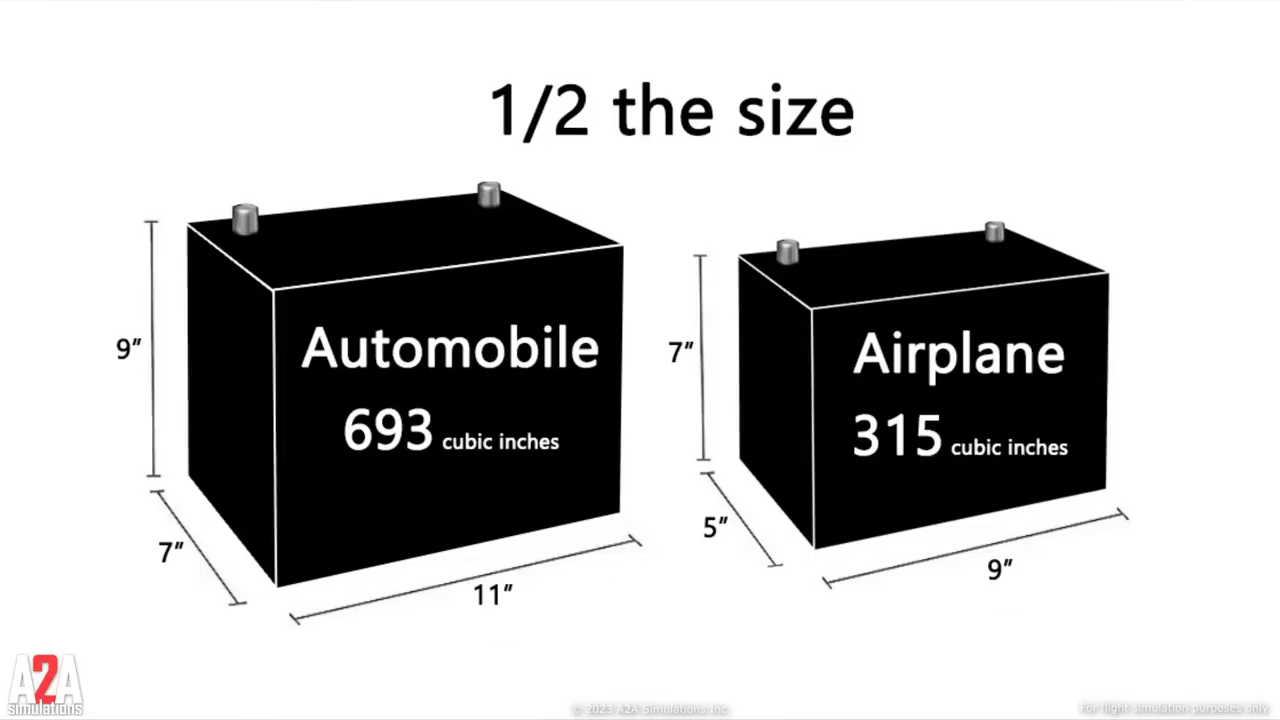 1/2 the size
9”
Automobile
693 cubic inches
7”
11”
7”
Airplane
315 cubic inches
5”
9”
A2A
simulations
© 2023 A2A Simulations Inc
For flight simulation purposes only